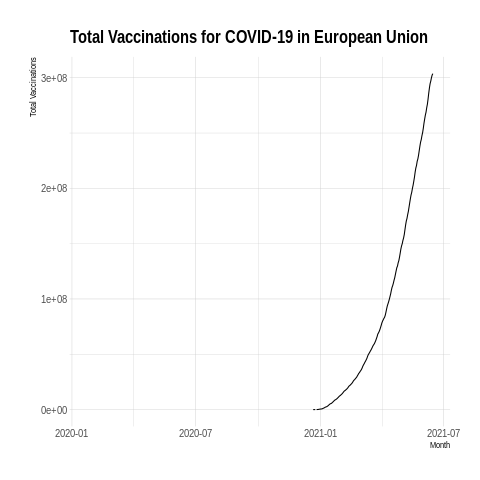 Total Vaccinations for COVID-19 in European Union
Total Vaccinations
3e+08
2e+08
1e+08
0e+00
2020-01
2020-07
2021-01
2021-07
Month